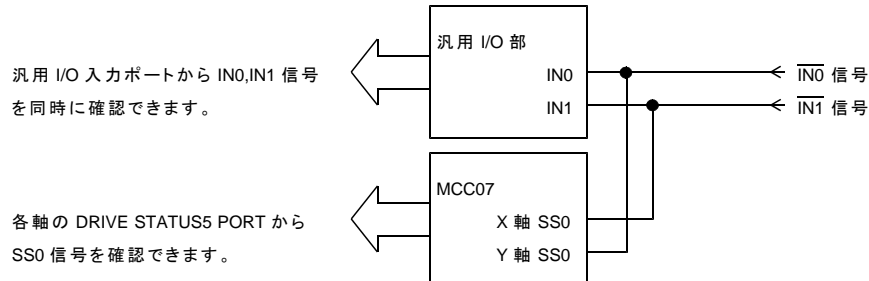 汎用 I/O 部
汎用 I/O 入力ポートから IN0,IN1 信号
を同時に確認できます。
IN0
IN1
IN0 信号
IN1 信号
MCC07
各軸の DRIVE STATUS5 PORT から
SS0 信号を確認できます。
X 軸 SS0
Y 軸 SS0